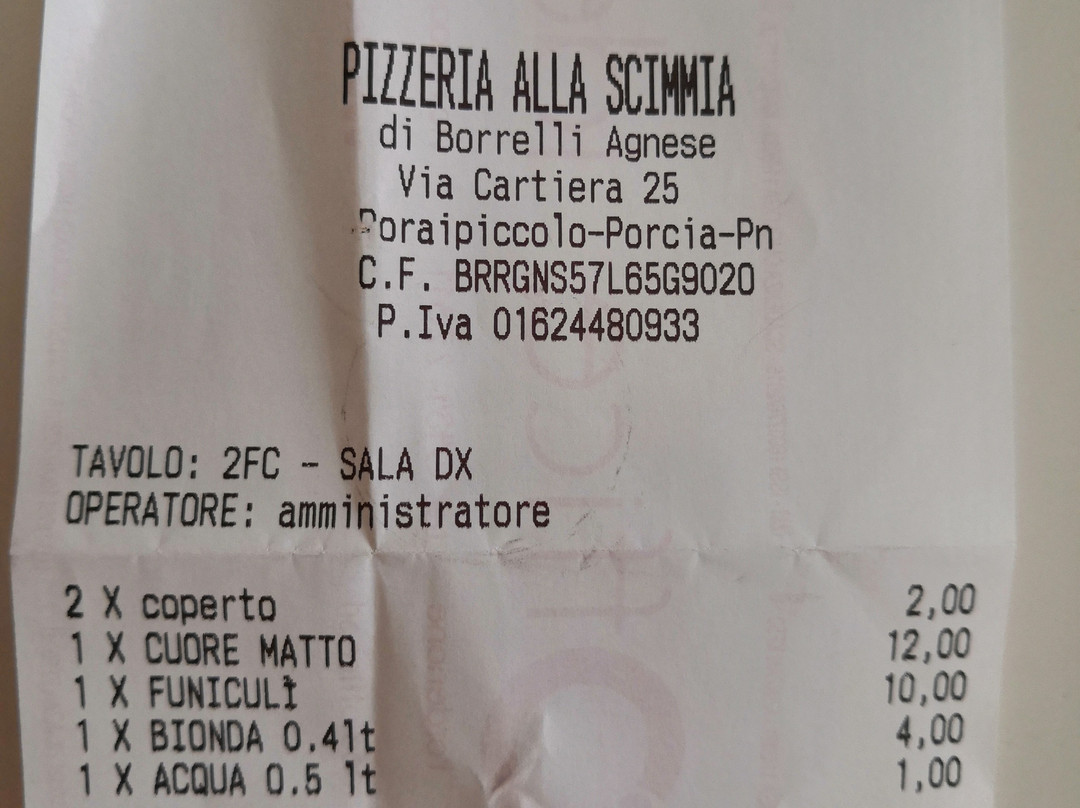 PIZZERIA ALLA SCIMMIA
di Borrelli Agnese
Via Cartiera 25
Poraipiccolo-Porcia-Pn
C.F. BRRGNS57L65G902O
P.Iva 01624480933
TAVOLO: 2FC - SALA DX
OPERATORE: amministratore
2 X coperto 2,00
1 X CUORE MATTO 12,00
1 X FUNICULÌ 10,00
1 X BIONDA 0.4lt 4,00
1 X ACQUA 0.5 lt 1,00